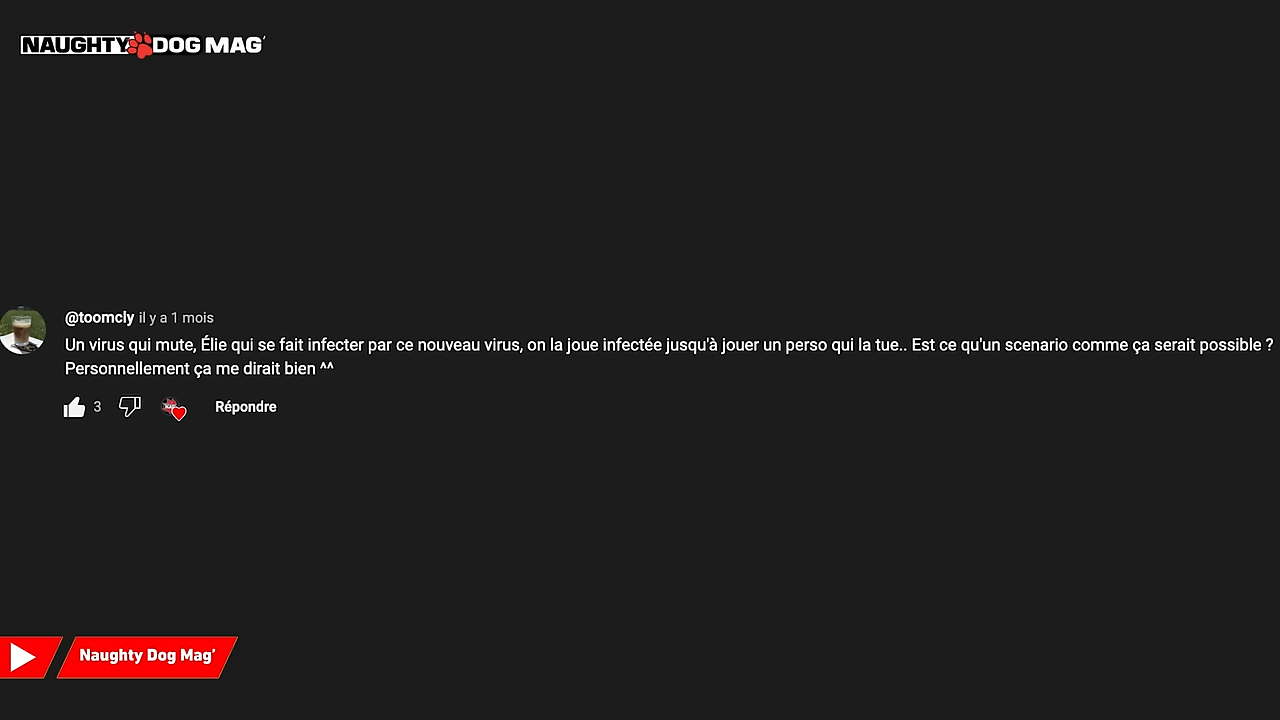 NAUGHTY DOG MAG'
@toomcly il y a 1 mois
Un virus qui mute, Élie qui se fait infecter par ce nouveau virus, on la joue infectée jusqu'à jouer un perso qui la tue.. Est ce qu'un scenario comme ça serait possible ?
Personnellement ça me dirait bien ^^
3 Répondre
Naughty Dog Mag'